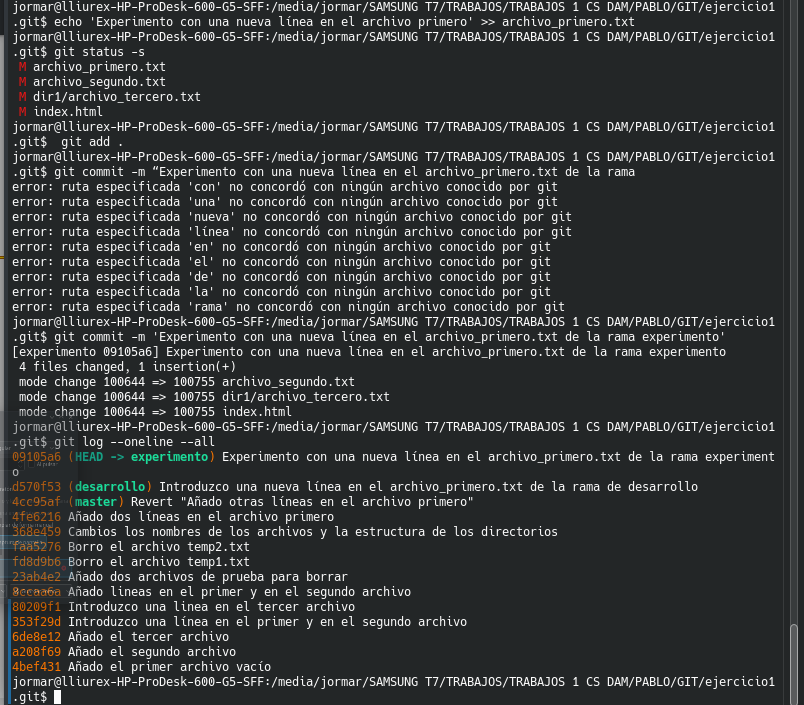 jormar@lliurex-HP-ProDesk-600-G5-SFF:/media/jormar/SAMSUNG T7/TRABAJOS/TRABAJOS 1 CS DAM/PABLO/GIT/ejercicio1
.git$ echo 'Experimento con una nueva línea en el archivo primero' >> archivo_primero.txt
jormar@lliurex-HP-ProDesk-600-G5-SFF:/media/jormar/SAMSUNG T7/TRABAJOS/TRABAJOS 1 CS DAM/PABLO/GIT/ejercicio1
.git$ git status -s
 M archivo_primero.txt
 M archivo_segundo.txt
 M dir1/archivo_tercero.txt
 M index.html
jormar@lliurex-HP-ProDesk-600-G5-SFF:/media/jormar/SAMSUNG T7/TRABAJOS/TRABAJOS 1 CS DAM/PABLO/GIT/ejercicio1
.git$  git add .
jormar@lliurex-HP-ProDesk-600-G5-SFF:/media/jormar/SAMSUNG T7/TRABAJOS/TRABAJOS 1 CS DAM/PABLO/GIT/ejercicio1
.git$ git commit -m “Experimento con una nueva línea en el archivo_primero.txt de la rama
error: ruta especificada 'con' no concordó con ningún archivo conocido por git
error: ruta especificada 'una' no concordó con ningún archivo conocido por git
error: ruta especificada 'nueva' no concordó con ningún archivo conocido por git
error: ruta especificada 'línea' no concordó con ningún archivo conocido por git
error: ruta especificada 'en' no concordó con ningún archivo conocido por git
error: ruta especificada 'el' no concordó con ningún archivo conocido por git
error: ruta especificada 'de' no concordó con ningún archivo conocido por git
error: ruta especificada 'la' no concordó con ningún archivo conocido por git
error: ruta especificada 'rama' no concordó con ningún archivo conocido por git
jormar@lliurex-HP-ProDesk-600-G5-SFF:/media/jormar/SAMSUNG T7/TRABAJOS/TRABAJOS 1 CS DAM/PABLO/GIT/ejercicio1
.git$ git commit -m 'Experimento con una nueva línea en el archivo_primero.txt de la rama experimento'
[experimento 09105a6] Experimento con una nueva línea en el archivo_primero.txt de la rama experimento
 4 files changed, 1 insertion(+)
 mode change 100644 => 100755 archivo_segundo.txt
 mode change 100644 => 100755 dir1/archivo_tercero.txt
 mode change 100644 => 100755 index.html
jormar@lliurex-HP-ProDesk-600-G5-SFF:/media/jormar/SAMSUNG T7/TRABAJOS/TRABAJOS 1 CS DAM/PABLO/GIT/ejercicio1
.git$ git log --oneline --all
09105a6 (HEAD -> experimento) Experimento con una nueva línea en el archivo_primero.txt de la rama experiment
o
d570f53 (desarrollo) Introduzco una nueva línea en el archivo_primero.txt de la rama de desarrollo
4cc95af (master) Revert "Añado otras líneas en el archivo primero"
4fe6216 Añado dos líneas en el archivo primero
368e459 Cambios los nombres de los archivos y la estructura de los directorios
faa5276 Borro el archivo temp2.txt
fd8d9b6 Borro el archivo temp1.txt
23ab4e2 Añado dos archivos de prueba para borrar
Añado lineas en el primer y en el segundo archivo
80209f1 Introduzco una linea en el tercer archivo
353f29d Introduzco una línea en el primer y en el segundo archivo
6de8e12 Añado el tercer archivo
a208f69 Añado el segundo archivo
4bef431 Añado el primer archivo vacío
jormar@lliurex-HP-ProDesk-600-G5-SFF:/media/jormar/SAMSUNG T7/TRABAJOS/TRABAJOS 1 CS DAM/PABLO/GIT/ejercicio1
.git$